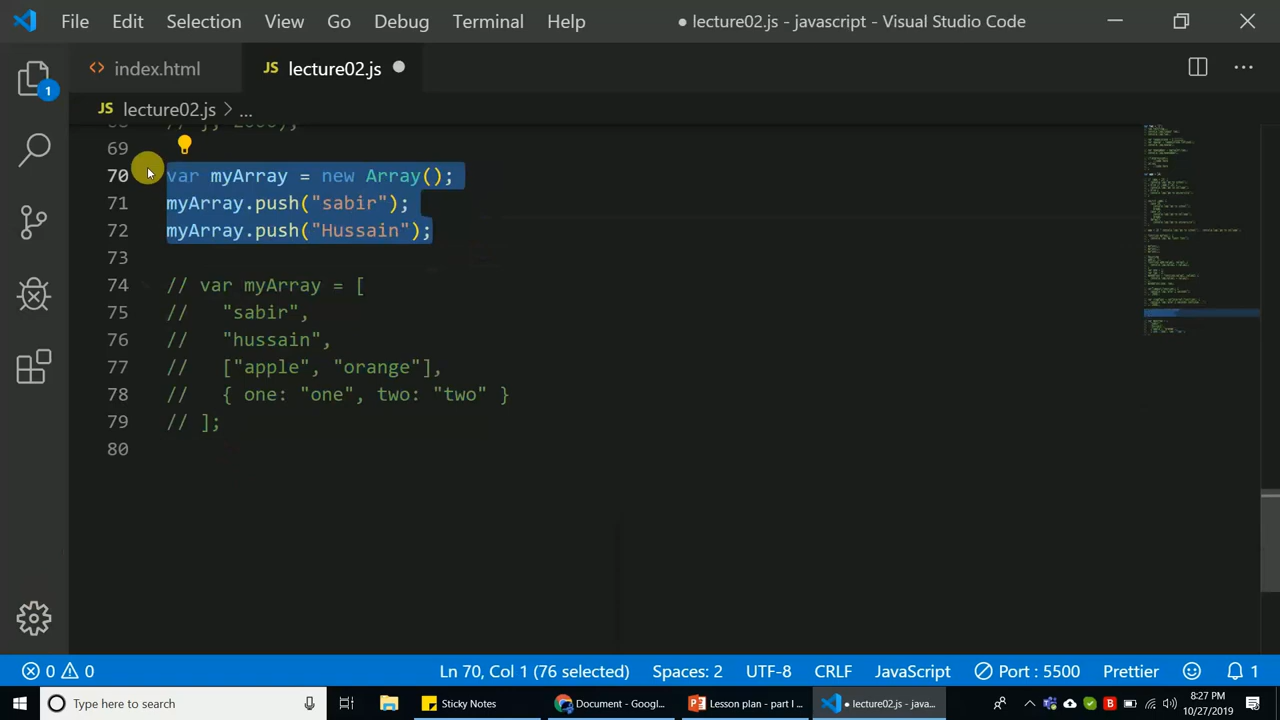 File Edit Selection View Go Debug Terminal Help ● lecture02.js - javascript - Visual Studio Code
<> index.html JS lecture02.js
JS lecture02.js > ...
69
70 var myArray = new Array();
71 myArray.push("sabir");
72 myArray.push("Hussain");
73
74 // var myArray = [
75 //   "sabir",
76 //   "hussain",
77 //   ["apple", "orange"],
78 //   { one: "one", two: "two" }
79 // ];
80
1
0 0 Ln 70, Col 1 (76 selected) Spaces: 2 UTF-8 CRLF JavaScript Port : 5500 Prettier 1
Type here to search Sticky Notes Document - Googl... Lesson plan - part I ... ● lecture02.js - javas... 8:27 PM
10/27/2019